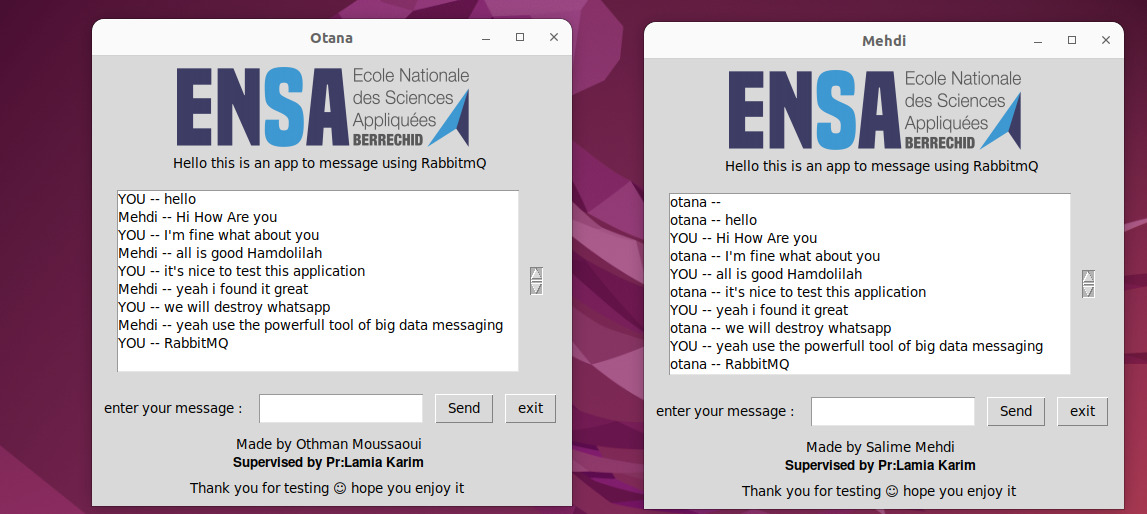 Otana
ENSA
Ecole Nationale
des Sciences
Appliquées
BERRECHID
Hello this is an app to message using RabbitmQ
YOU -- hello
Mehdi -- Hi How Are you
YOU -- I'm fine what about you
Mehdi -- all is good Hamdolilah
YOU -- it's nice to test this application
Mehdi -- yeah i found it great
YOU -- we will destroy whatsapp
Mehdi -- yeah use the powerfull tool of big data messaging
YOU -- RabbitMQ
enter your message :
Send
exit
Made by Othman Moussaoui
Supervised by Pr:Lamia Karim
Thank you for testing ☺ hope you enjoy it
Mehdi
ENSA
Ecole Nationale
des Sciences
Appliquées
BERRECHID
Hello this is an app to message using RabbitmQ
otana --
otana -- hello
YOU -- Hi How Are you
otana -- I'm fine what about you
YOU -- all is good Hamdolilah
otana -- it's nice to test this application
YOU -- yeah i found it great
otana -- we will destroy whatsapp
YOU -- yeah use the powerfull tool of big data messaging
otana -- RabbitMQ
enter your message :
Send
exit
Made by Salime Mehdi
Supervised by Pr:Lamia Karim
Thank you for testing ☺ hope you enjoy it